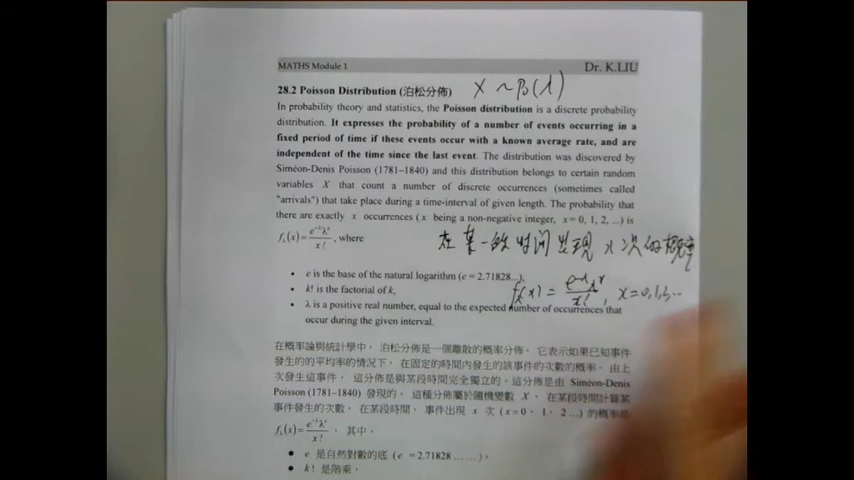 MATHS Module 1 Dr. K.LIU
28.2 Poisson Distribution (泊松分佈) X ~ Po(λ)
In probability theory and statistics, the Poisson distribution is a discrete probability
distribution. It expresses the probability of a number of events occurring in a
fixed period of time if these events occur with a known average rate, and are
independent of the time since the last event. The distribution was discovered by
Siméon-Denis Poisson (1781–1840) and this distribution belongs to certain random
variables X that count a number of discrete occurrences (sometimes called
"arrivals") that take place during a time-interval of given length. The probability that
there are exactly x occurrences (x being a non-negative integer, x = 0, 1, 2, ...) is
f_λ(x) = e^-λ λ^x / x! , where
在某一段时间出现 x 次的概率
e is the base of the natural logarithm (e = 2.71828...),
f(x) = e^-λ λ^x / x! , x = 0, 1, 2, ...
k! is the factorial of k,
λ is a positive real number, equal to the expected number of occurrences that
occur during the given interval.
在概率論與統計學中, 泊松分佈是一個離散的概率分佈。它表示如果已知事件
發生的的平均率的情況下, 在固定的時間內發生的該事件的次數的概率。由上
次發生這事件, 這分佈是與某段時間完全獨立的。這分佈是由 Siméon-Denis
Poisson (1781–1840) 發現的。這種分佈屬於隨機變數 X, 在某段時間計算某
事件發生的次數。在某段時間, 事件出現 x 次 (x = 0、1、2 ...) 的概率是
f_λ(x) = e^-λ λ^x / x! , 其中,
e 是自然對數的底 (e = 2.71828 ... ...),
k! 是階乘,